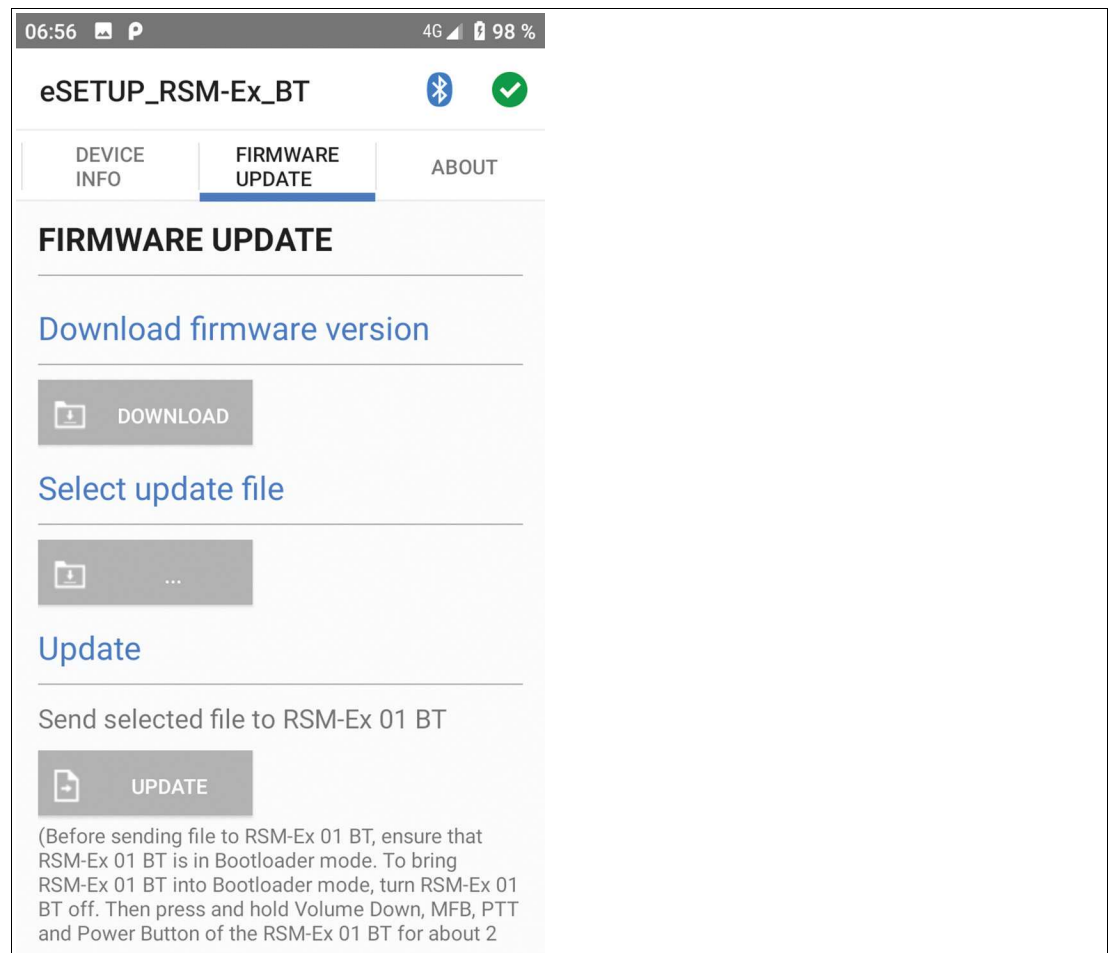 06:56 4G 98 %
eSETUP_RSM-Ex_BT
DEVICE INFO
FIRMWARE UPDATE
ABOUT
FIRMWARE UPDATE
Download firmware version
DOWNLOAD
Select update file
...
Update
Send selected file to RSM-Ex 01 BT
UPDATE
(Before sending file to RSM-Ex 01 BT, ensure that
RSM-Ex 01 BT is in Bootloader mode. To bring
RSM-Ex 01 BT into Bootloader mode, turn RSM-Ex 01
BT off. Then press and hold Volume Down, MFB, PTT
and Power Button of the RSM-Ex 01 BT for about 2